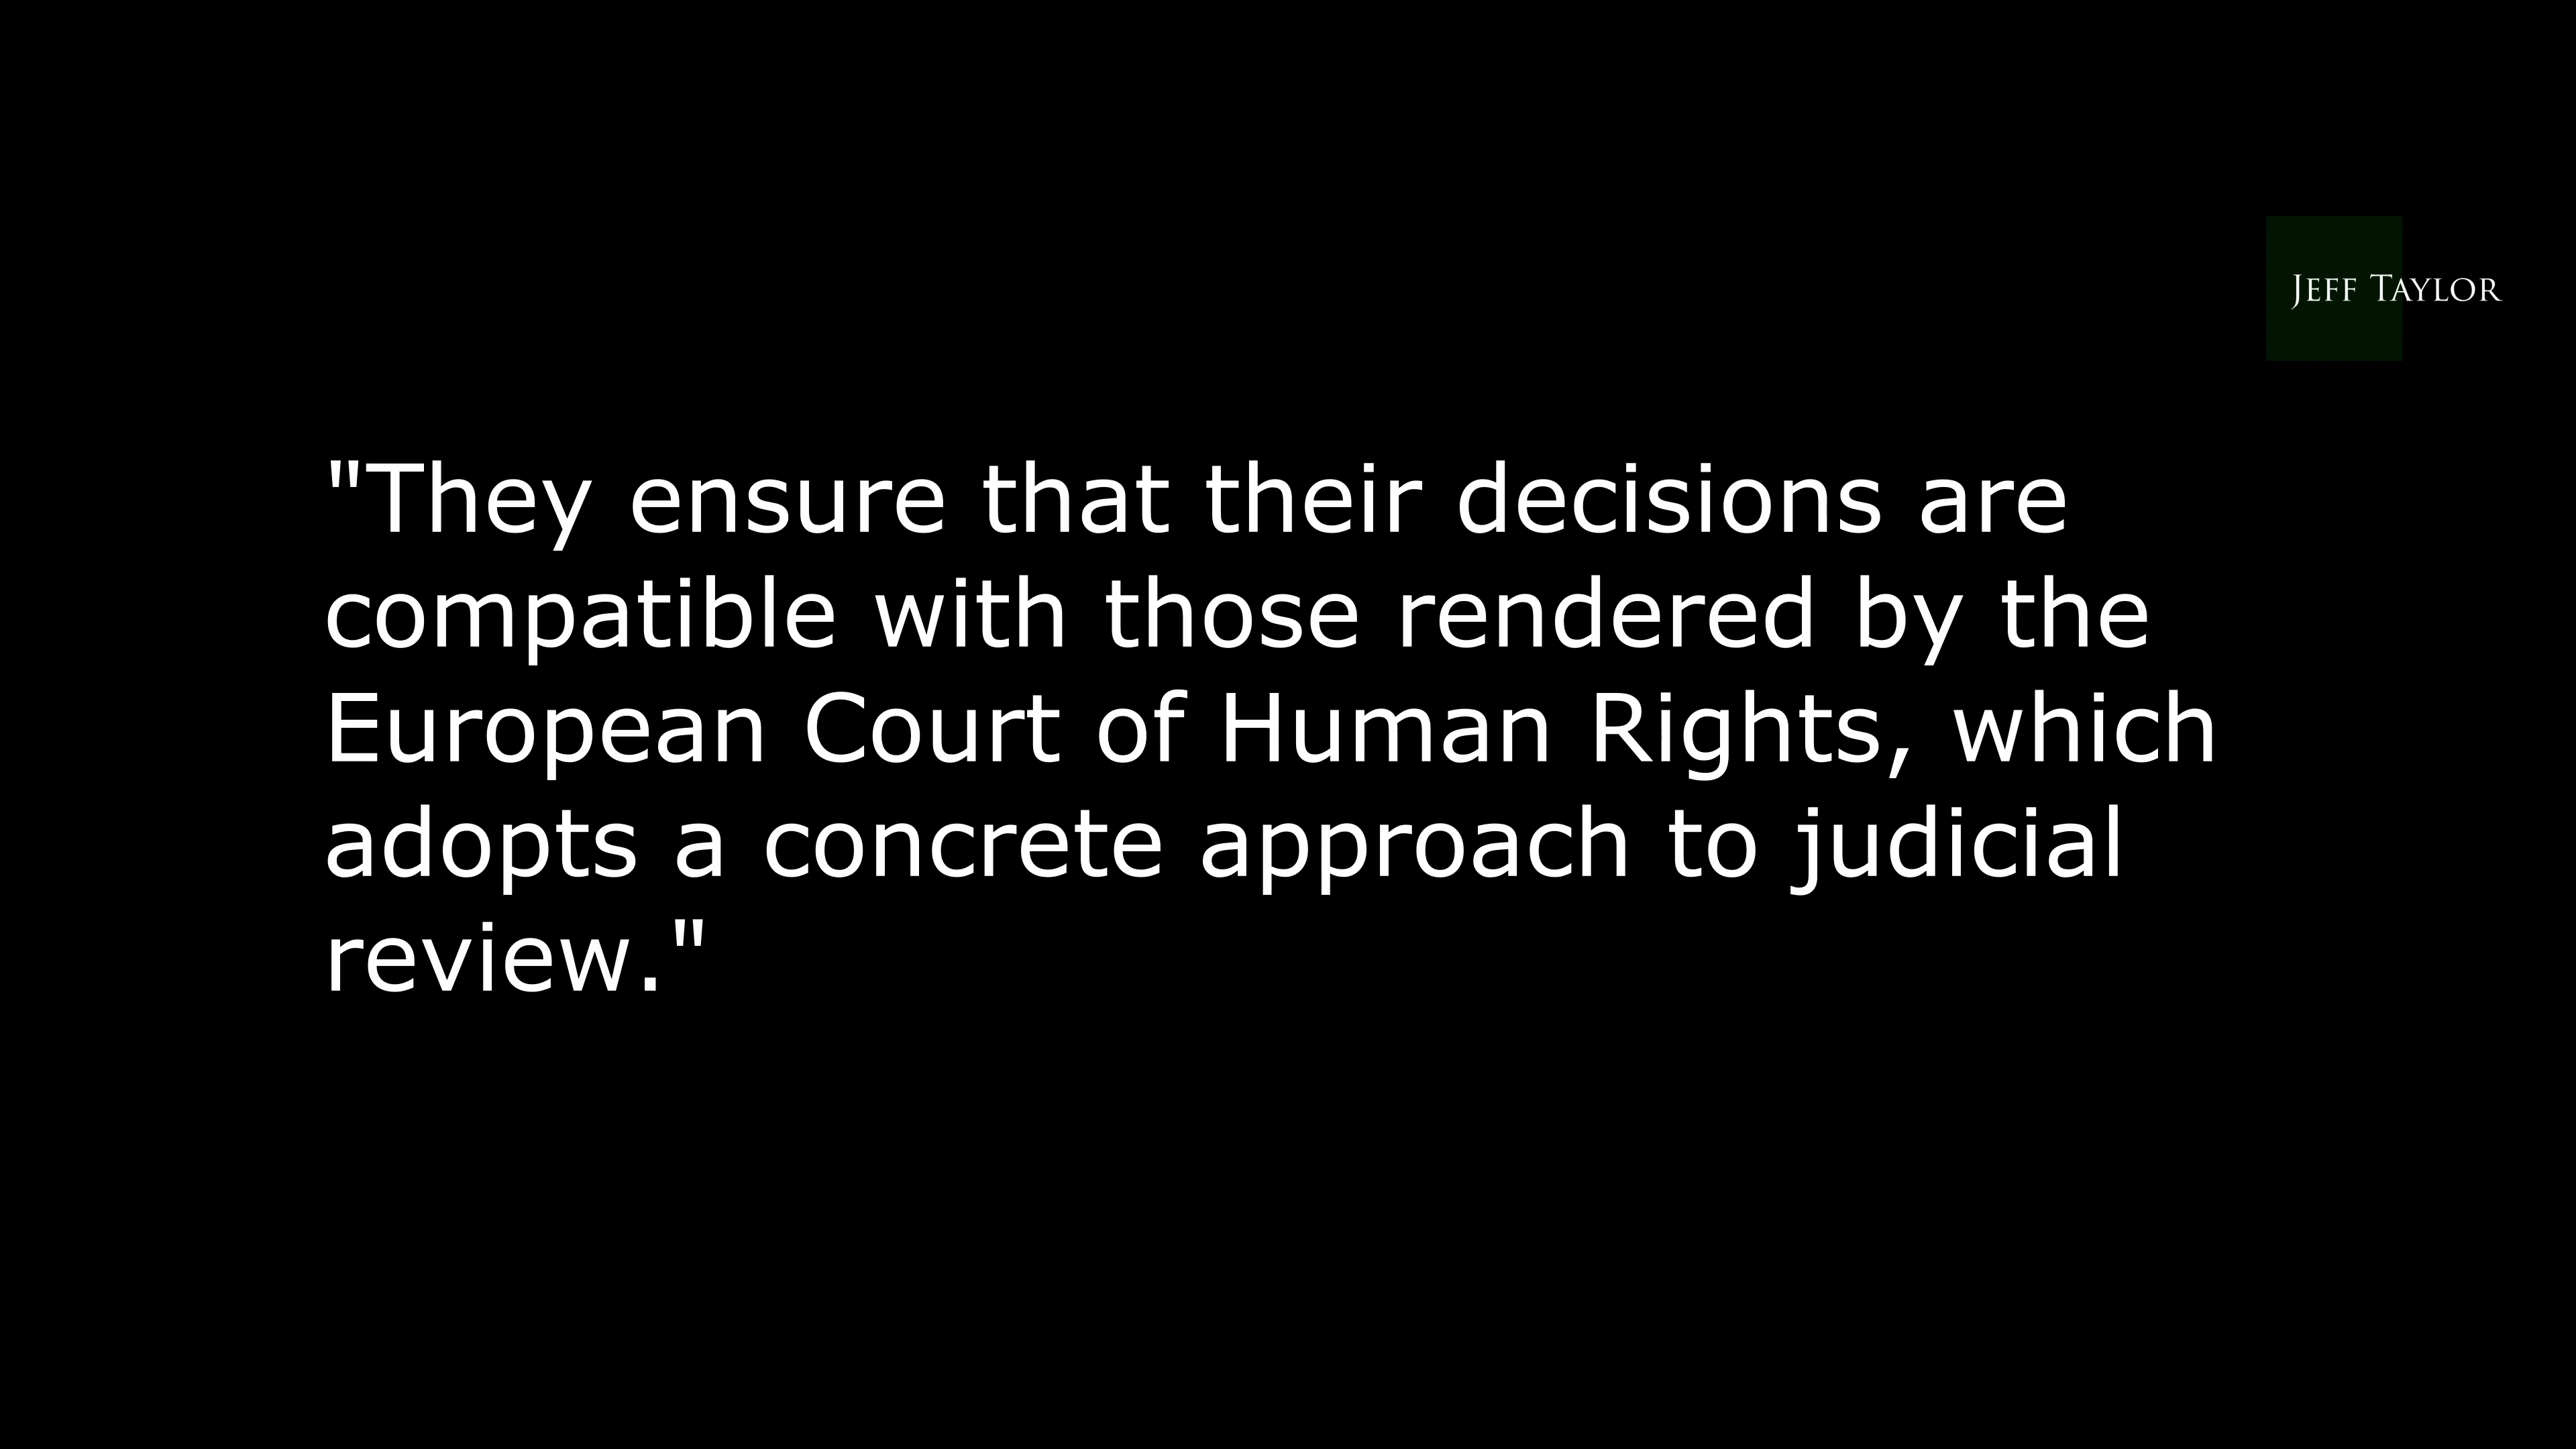 JEFF TAYLOR
"They ensure that their decisions are
compatible with those rendered by the
European Court of Human Rights, which
adopts a concrete approach to judicial
review."